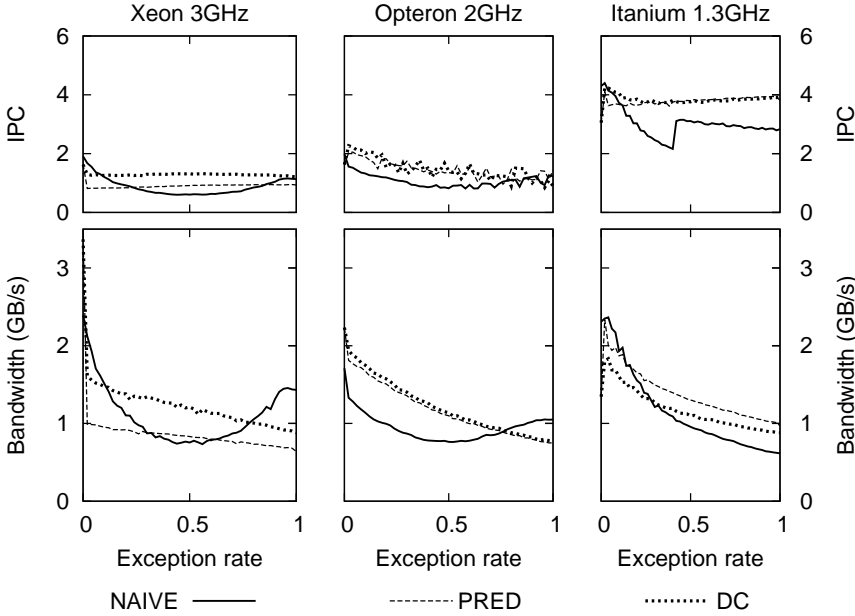 Xeon 3GHz
Opteron 2GHz
Itanium 1.3GHz
IPC
6
4
2
0
6
4
2
0
IPC
Bandwidth (GB/s)
3
2
1
0
3
2
1
0
Bandwidth (GB/s)
0 0.5 1
0 0.5 1
0 0.5 1
Exception rate
Exception rate
Exception rate
NAIVE
PRED
DC